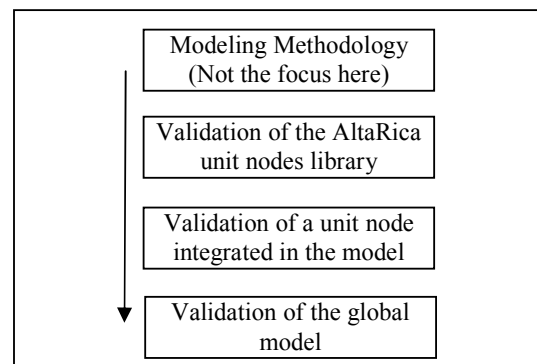 Modeling Methodology
(Not the focus here)
Validation of the AltaRica
unit nodes library
Validation of a unit node
integrated in the model
Validation of the global
model